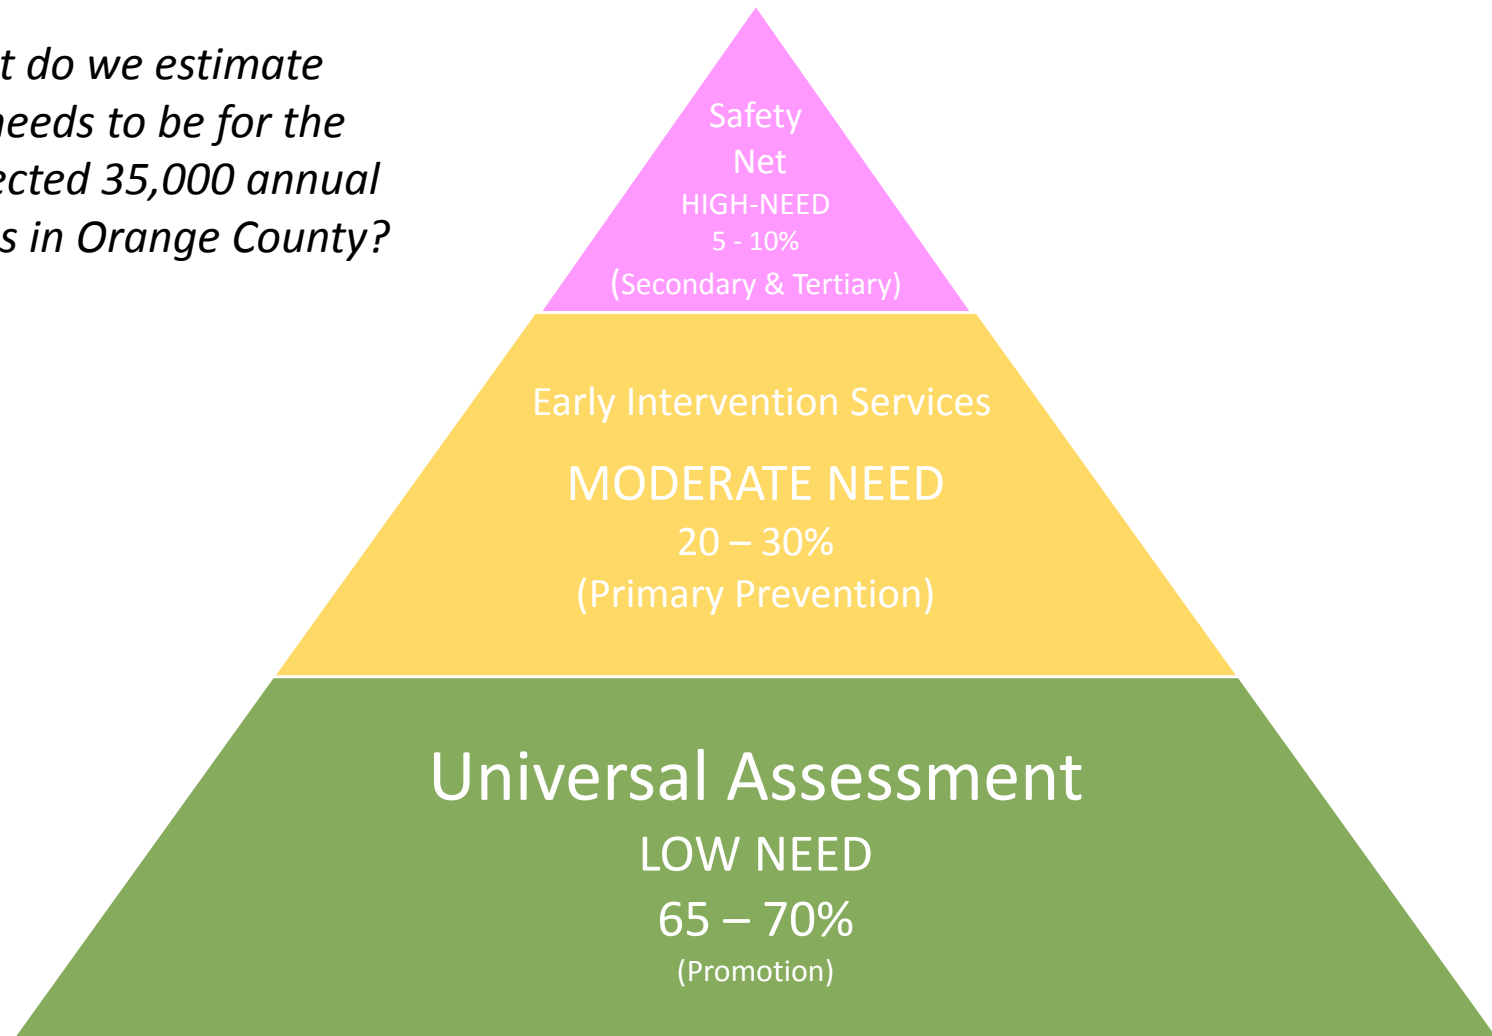 t do we estimate
needs to be for the
ected 35,000 annual
s in Orange County?
Safety
Net
HIGH-NEED
5 - 10%
(Secondary & Tertiary)
Early Intervention Services
MODERATE NEED
20 – 30%
(Primary Prevention)
Universal Assessment
LOW NEED
65 – 70%
(Promotion)